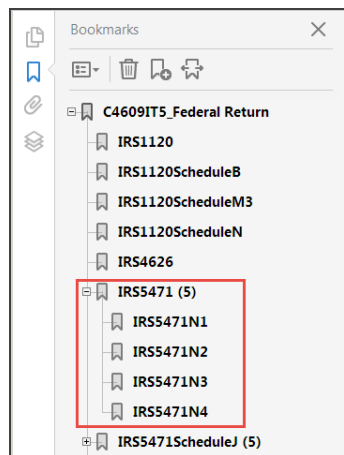 Bookmarks
C4609IT5_Federal Return
IRS1120
IRS1120ScheduleB
IRS1120ScheduleM3
IRS1120ScheduleN
IRS4626
IRS5471 (5)
IRS5471N1
IRS5471N2
IRS5471N3
IRS5471N4
IRS5471ScheduleJ (5)